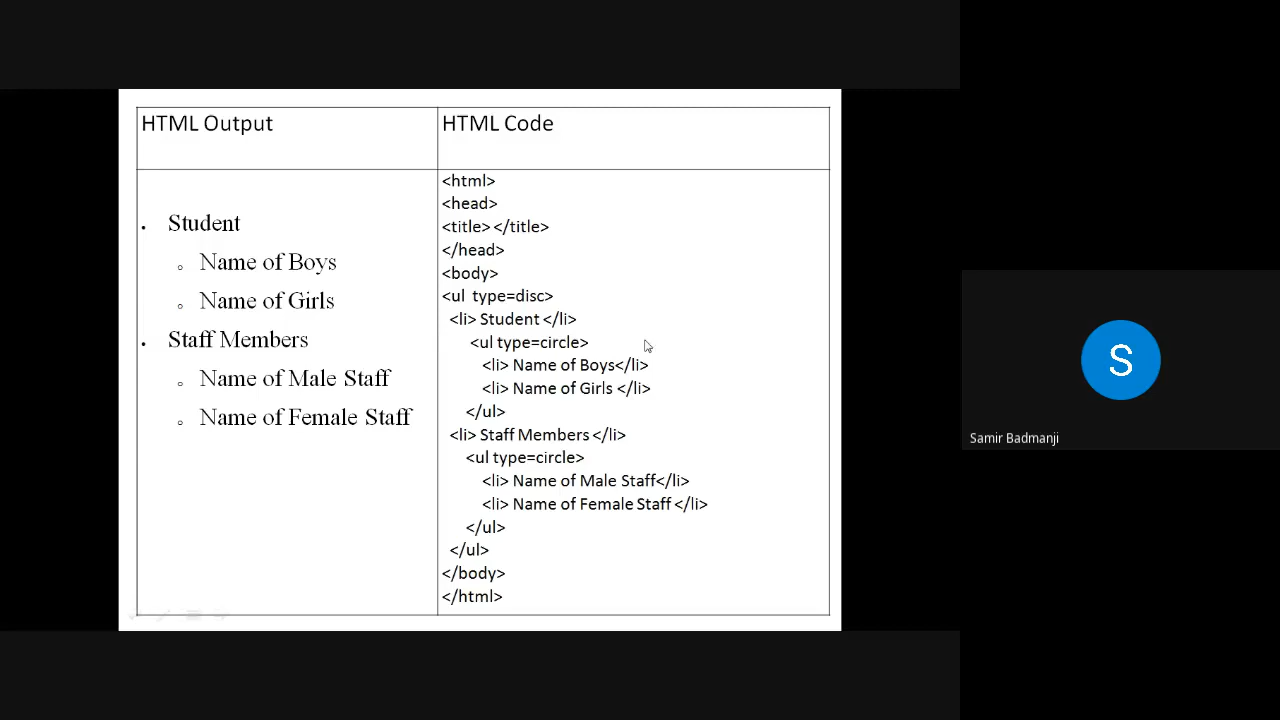 HTML Output
HTML Code
• Student
○ Name of Boys
○ Name of Girls
• Staff Members
○ Name of Male Staff
○ Name of Female Staff
<html>
<head>
<title> </title>
</head>
<body>
<ul type=disc>
<li> Student </li>
<ul type=circle>
<li> Name of Boys</li>
<li> Name of Girls </li>
</ul>
<li> Staff Members </li>
<ul type=circle>
<li> Name of Male Staff</li>
<li> Name of Female Staff </li>
</ul>
</ul>
</body>
</html>
S
Samir Badmanji